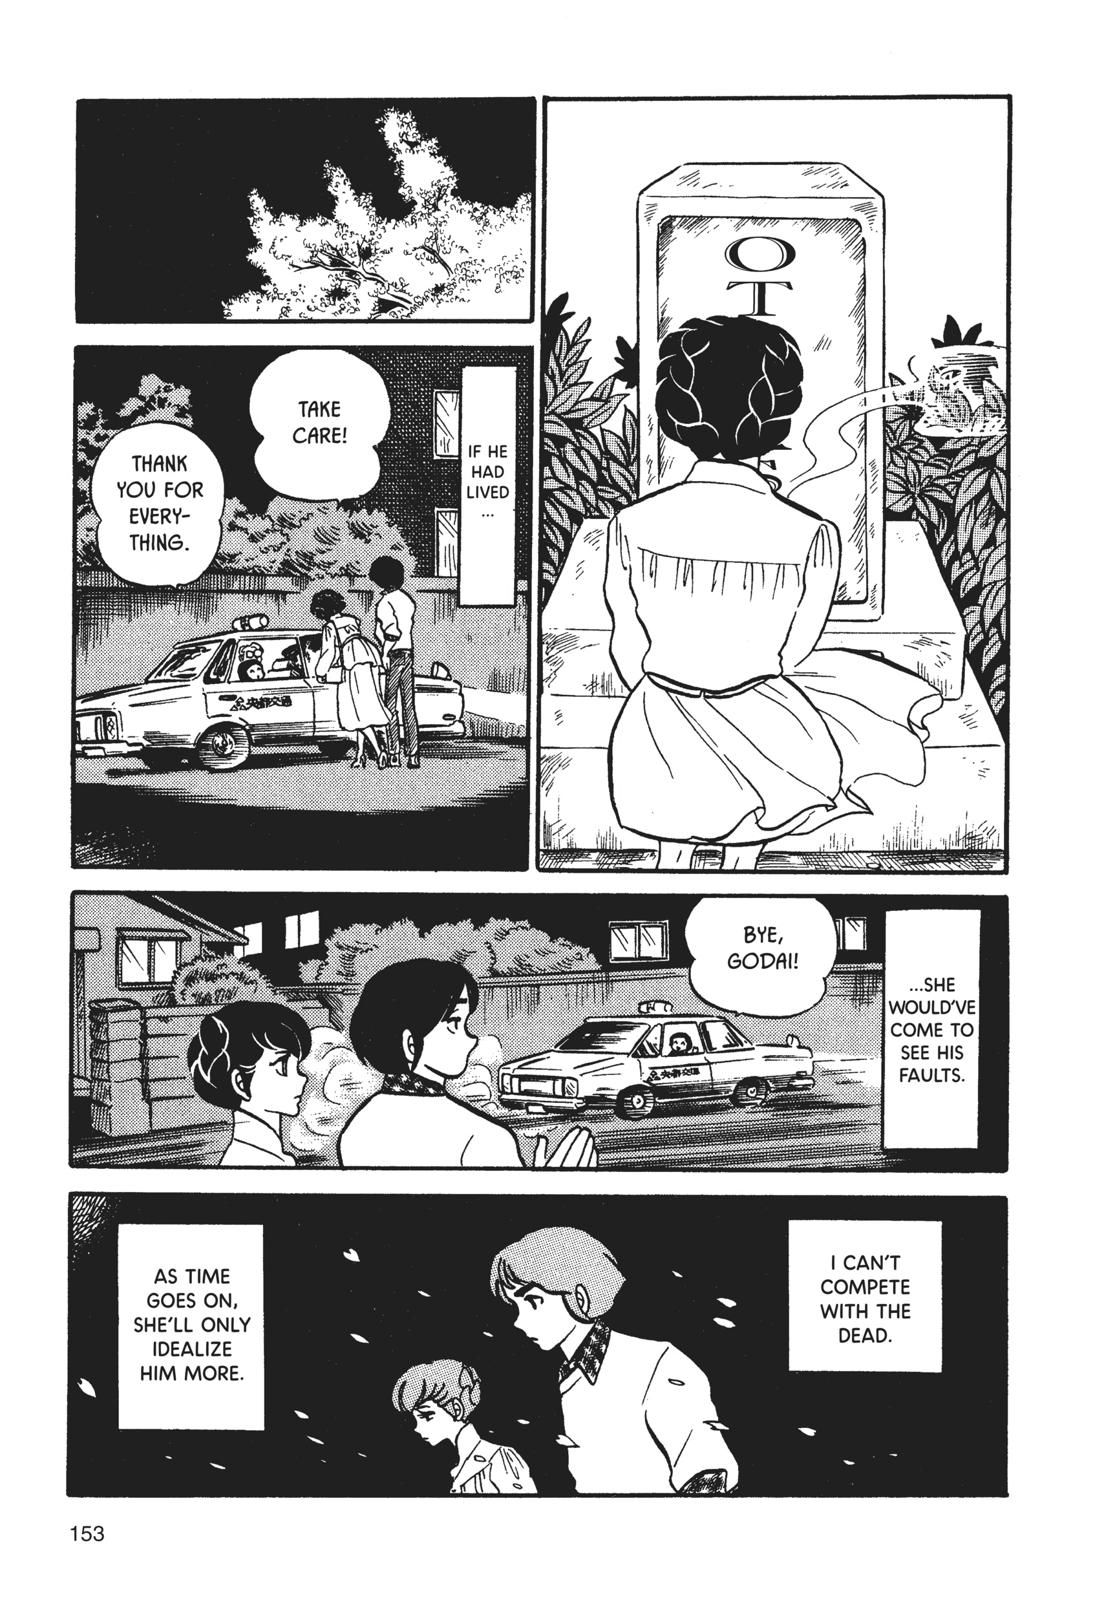 O
T
TAKE
CARE!
THANK
YOU FOR
EVERY-
THING.
IF HE
HAD
LIVED
...
BYE,
GODAI!
...SHE
WOULD'VE
COME TO
SEE HIS
FAULTS.
I CAN'T
COMPETE
WITH THE
DEAD.
AS TIME
GOES ON,
SHE'LL ONLY
IDEALIZE
HIM MORE.
153